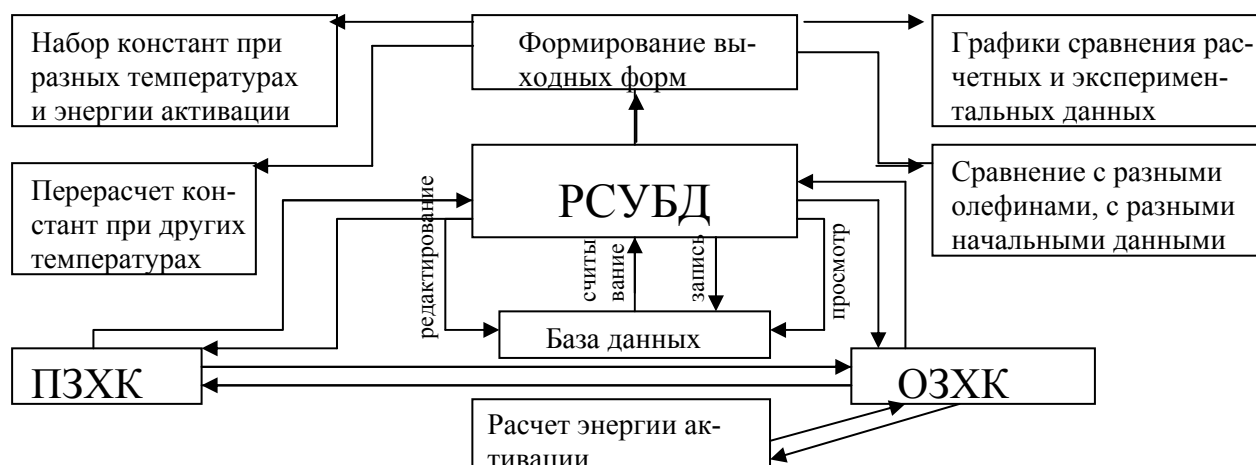 Набор констант при
разных температурах
и энергии активации
Формирование вы-
ходных форм
Графики сравнения рас-
четных и эксперимен-
тальных данных
Перерасчет кон-
стант при других
температурах
РСУБД
Сравнение с разными
олефинами, с разными
начальными данными
редактирование
считы
вание
запись
просмотр
База данных
ПЗХК
ОЗХК
Расчет энергии ак-
тивации